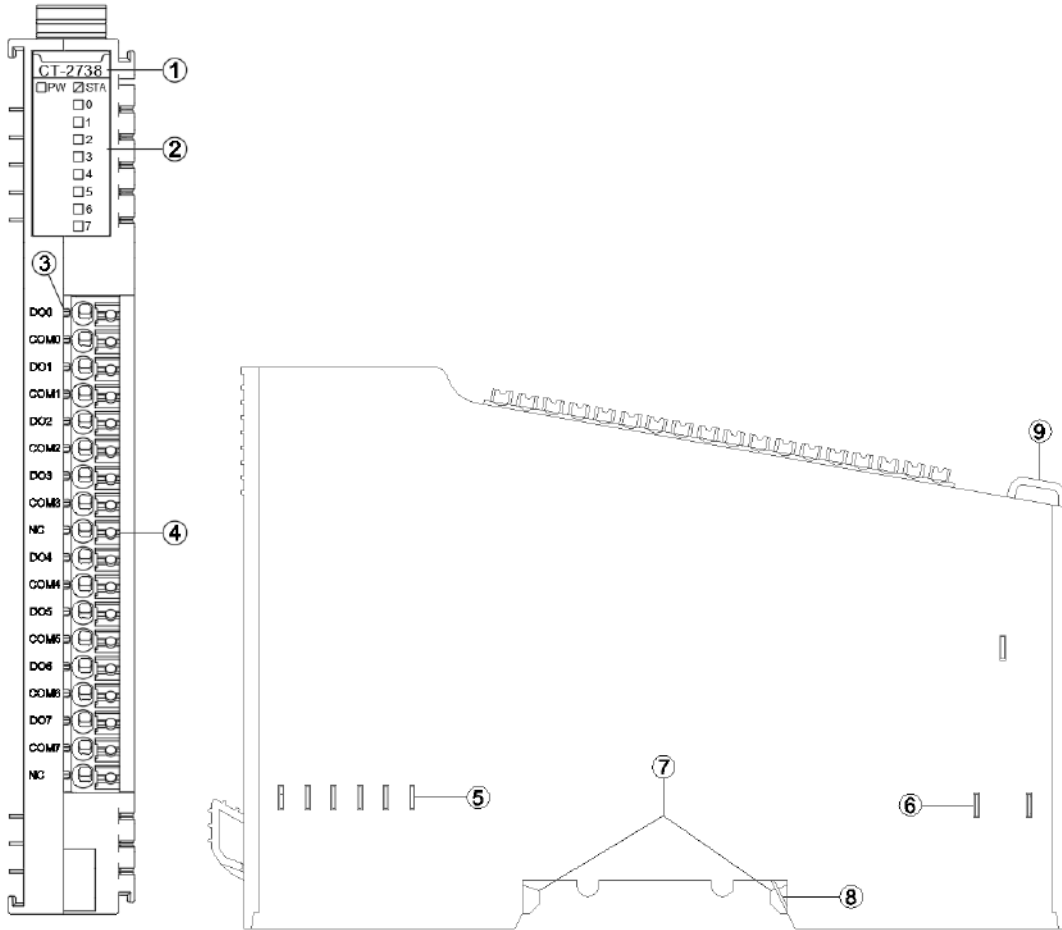 CT-2738
①
PW STA
0
1
2
②
3
4
5
6
7
③
DO0
COM0
DO1
COM1
DO2
COM2
DO3
COM3
NC
④
DO4
COM4
DO5
COM5
DO6
COM6
DO7
COM7
NC
⑨
⑦
⑤
⑥
⑧